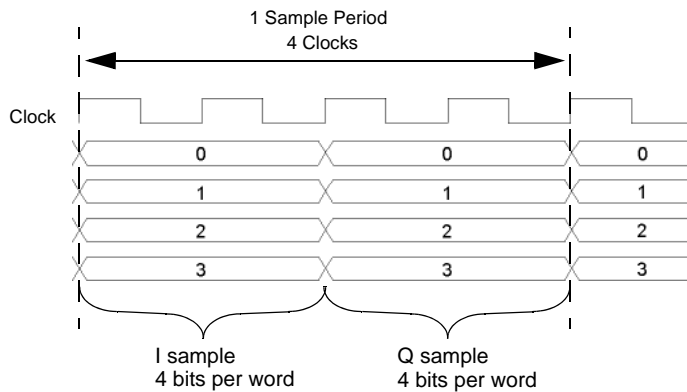 1 Sample Period
4 Clocks
Clock
0 0 0
1 1 1
2 2 2
3 3 3
I sample
4 bits per word
Q sample
4 bits per word